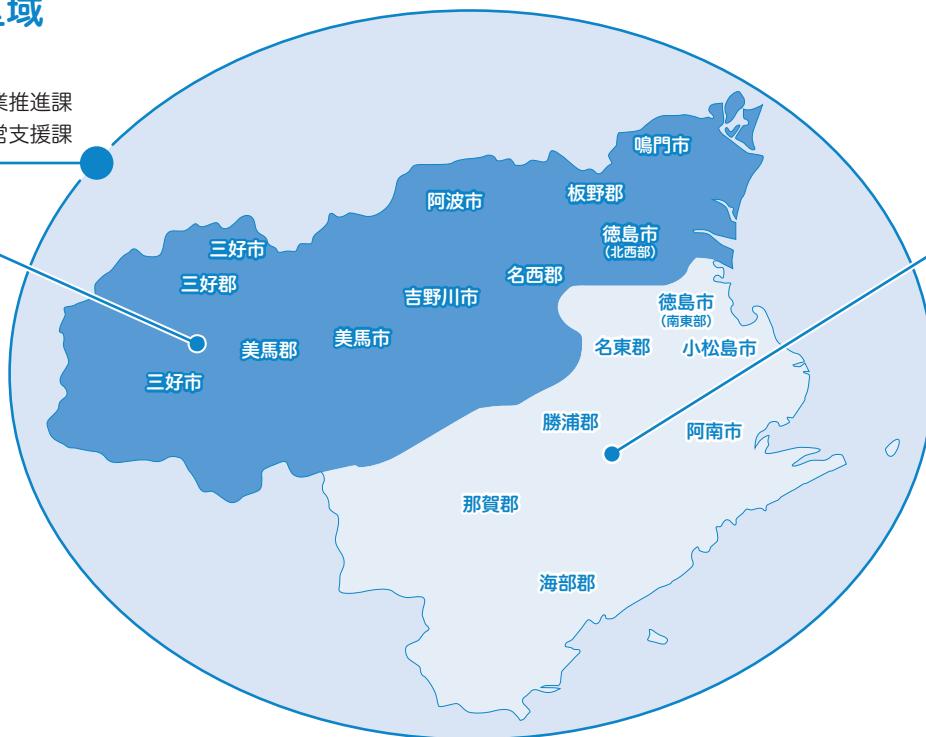 域
業推進課
営支援課
鳴門市
板野郡
阿波市
徳島市
(北西部)
三好市
名西郡
三好郡
吉野川市
徳島市
(南東部)
美馬市
美馬郡
名東郡
小松島市
三好市
勝浦郡
阿南市
那賀郡
海部郡